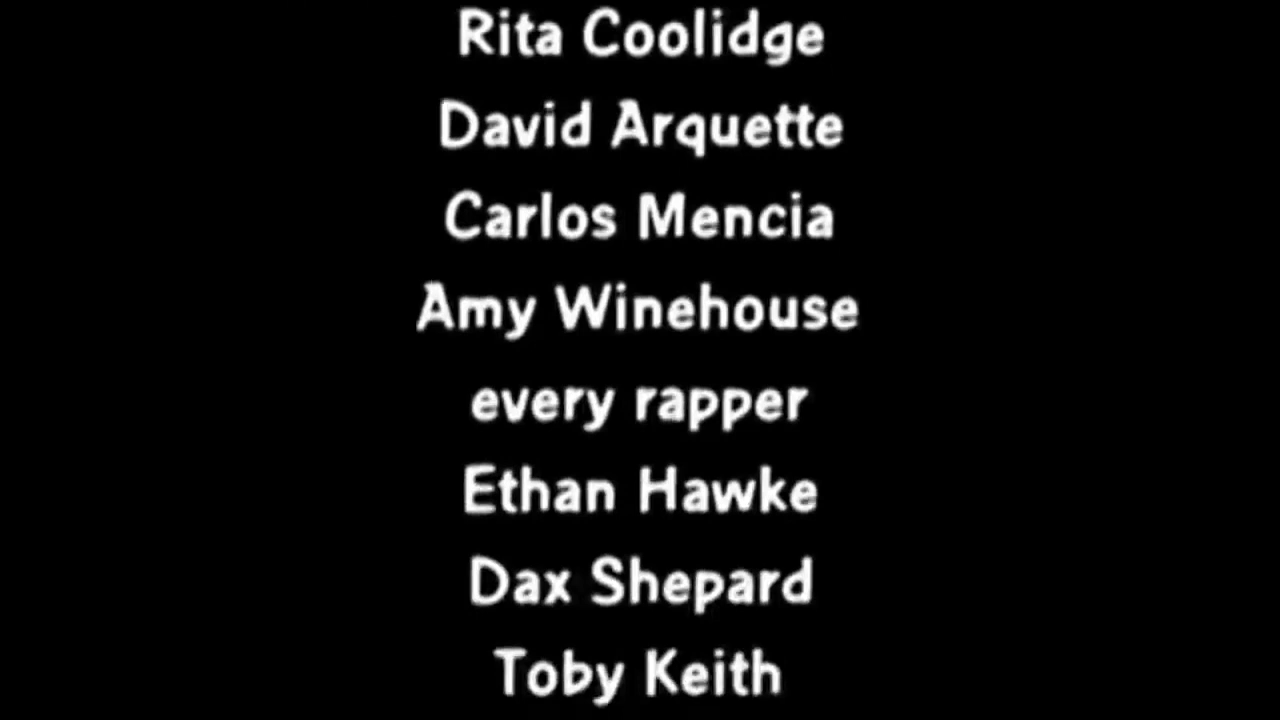 Rita Coolidge
David Arquette
Carlos Mencia
Amy Winehouse
every rapper
Ethan Hawke
Dax Shepard
Toby Keith